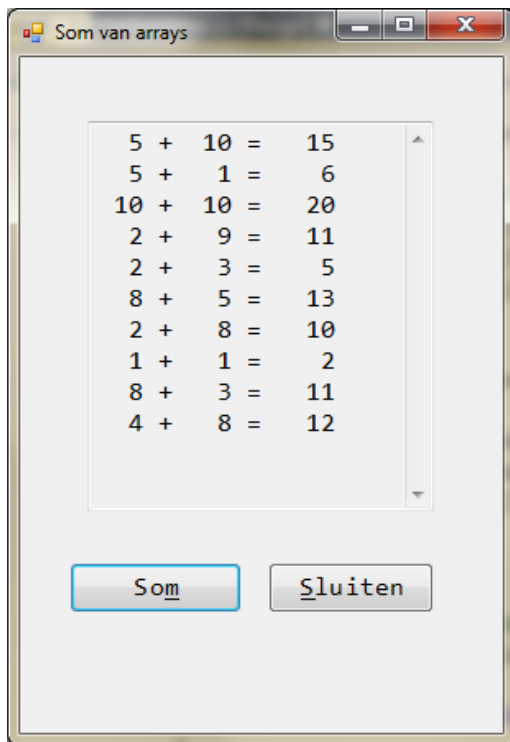 Som van arrays
5 + 10 = 15
5 + 1 = 6
10 + 10 = 20
2 + 9 = 11
2 + 3 = 5
8 + 5 = 13
2 + 8 = 10
1 + 1 = 2
8 + 3 = 11
4 + 8 = 12
Som Sluiten